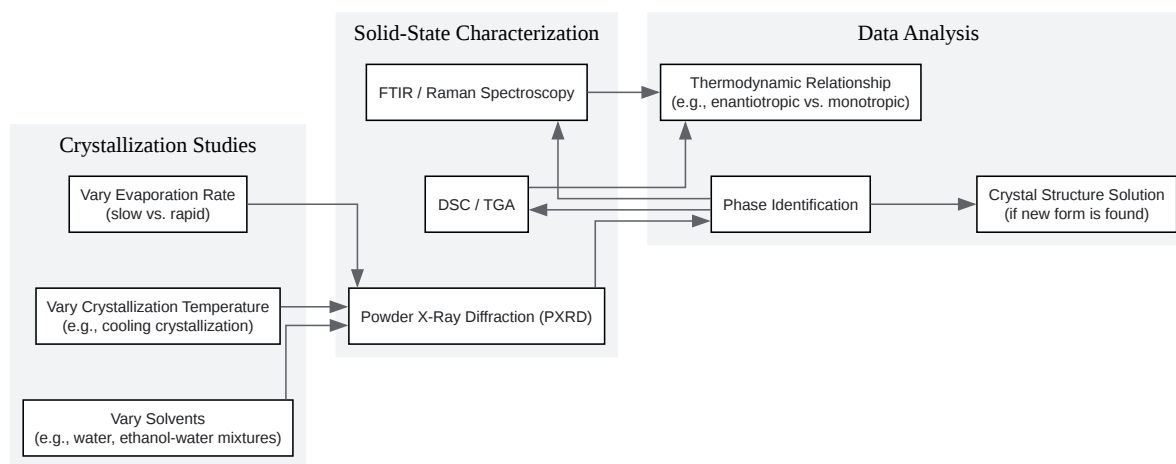 Crystallization Studies
Vary Evaporation Rate
(slow vs. rapid)
Vary Crystallization Temperature
(e.g., cooling crystallization)
Vary Solvents
(e.g., water, ethanol-water mixtures)
Solid-State Characterization
FTIR / Raman Spectroscopy
DSC / TGA
Powder X-Ray Diffraction (PXRD)
Data Analysis
Thermodynamic Relationship
(e.g., enantiotropic vs. monotropic)
Phase Identification
Crystal Structure Solution
(if new form is found)